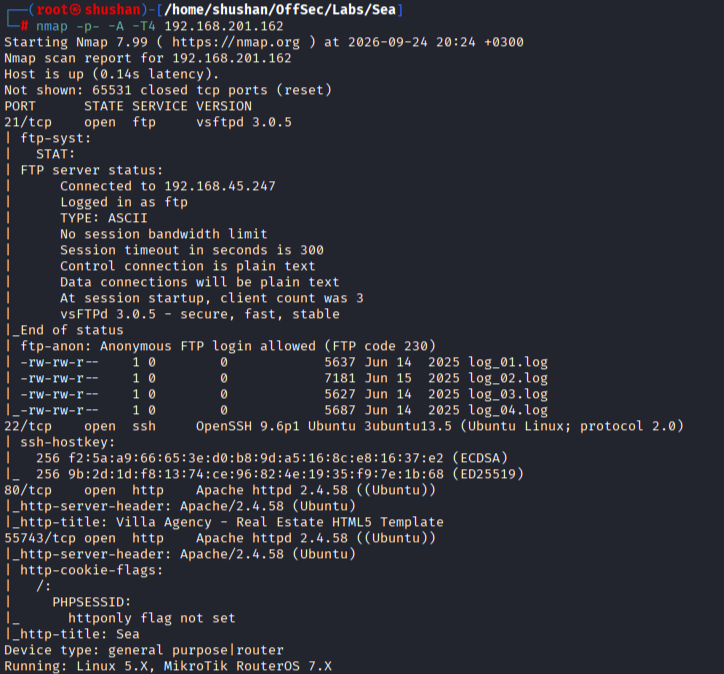 ┌──(root㉿shushan)-[/home/shushan/OffSec/Labs/Sea]
└─# nmap -p- -A -T4 192.168.201.162
Starting Nmap 7.99 ( https://nmap.org ) at 2026-09-24 20:24 +0300
Nmap scan report for 192.168.201.162
Host is up (0.14s latency).
Not shown: 65531 closed tcp ports (reset)
PORT      STATE SERVICE VERSION
21/tcp    open  ftp     vsftpd 3.0.5
| ftp-syst:
|   STAT:
| FTP server status:
|      Connected to 192.168.45.247
|      Logged in as ftp
|      TYPE: ASCII
|      No session bandwidth limit
|      Session timeout in seconds is 300
|      Control connection is plain text
|      Data connections will be plain text
|      At session startup, client count was 3
|      vsFTPd 3.0.5 - secure, fast, stable
|_End of status
| ftp-anon: Anonymous FTP login allowed (FTP code 230)
| -rw-rw-r--    1 0        0            5637 Jun 14  2025 log_01.log
| -rw-rw-r--    1 0        0            7181 Jun 15  2025 log_02.log
| -rw-rw-r--    1 0        0            5627 Jun 14  2025 log_03.log
|_-rw-rw-r--    1 0        0            5687 Jun 14  2025 log_04.log
22/tcp    open  ssh     OpenSSH 9.6p1 Ubuntu 3ubuntu13.5 (Ubuntu Linux; protocol 2.0)
| ssh-hostkey:
|   256 f2:5a:a9:66:65:3e:d0:b8:9d:a5:16:8c:e8:16:37:e2 (ECDSA)
|_  256 9b:2d:1d:f8:13:74:ce:96:82:4e:19:35:f9:7e:1b:68 (ED25519)
80/tcp    open  http    Apache httpd 2.4.58 ((Ubuntu))
|_http-server-header: Apache/2.4.58 (Ubuntu)
|_http-title: Villa Agency - Real Estate HTML5 Template
55743/tcp open  http    Apache httpd 2.4.58 ((Ubuntu))
|_http-server-header: Apache/2.4.58 (Ubuntu)
| http-cookie-flags:
|   /:
|     PHPSESSID:
|_      httponly flag not set
|_http-title: Sea
Device type: general purpose|router
Running: Linux 5.X, MikroTik RouterOS 7.X